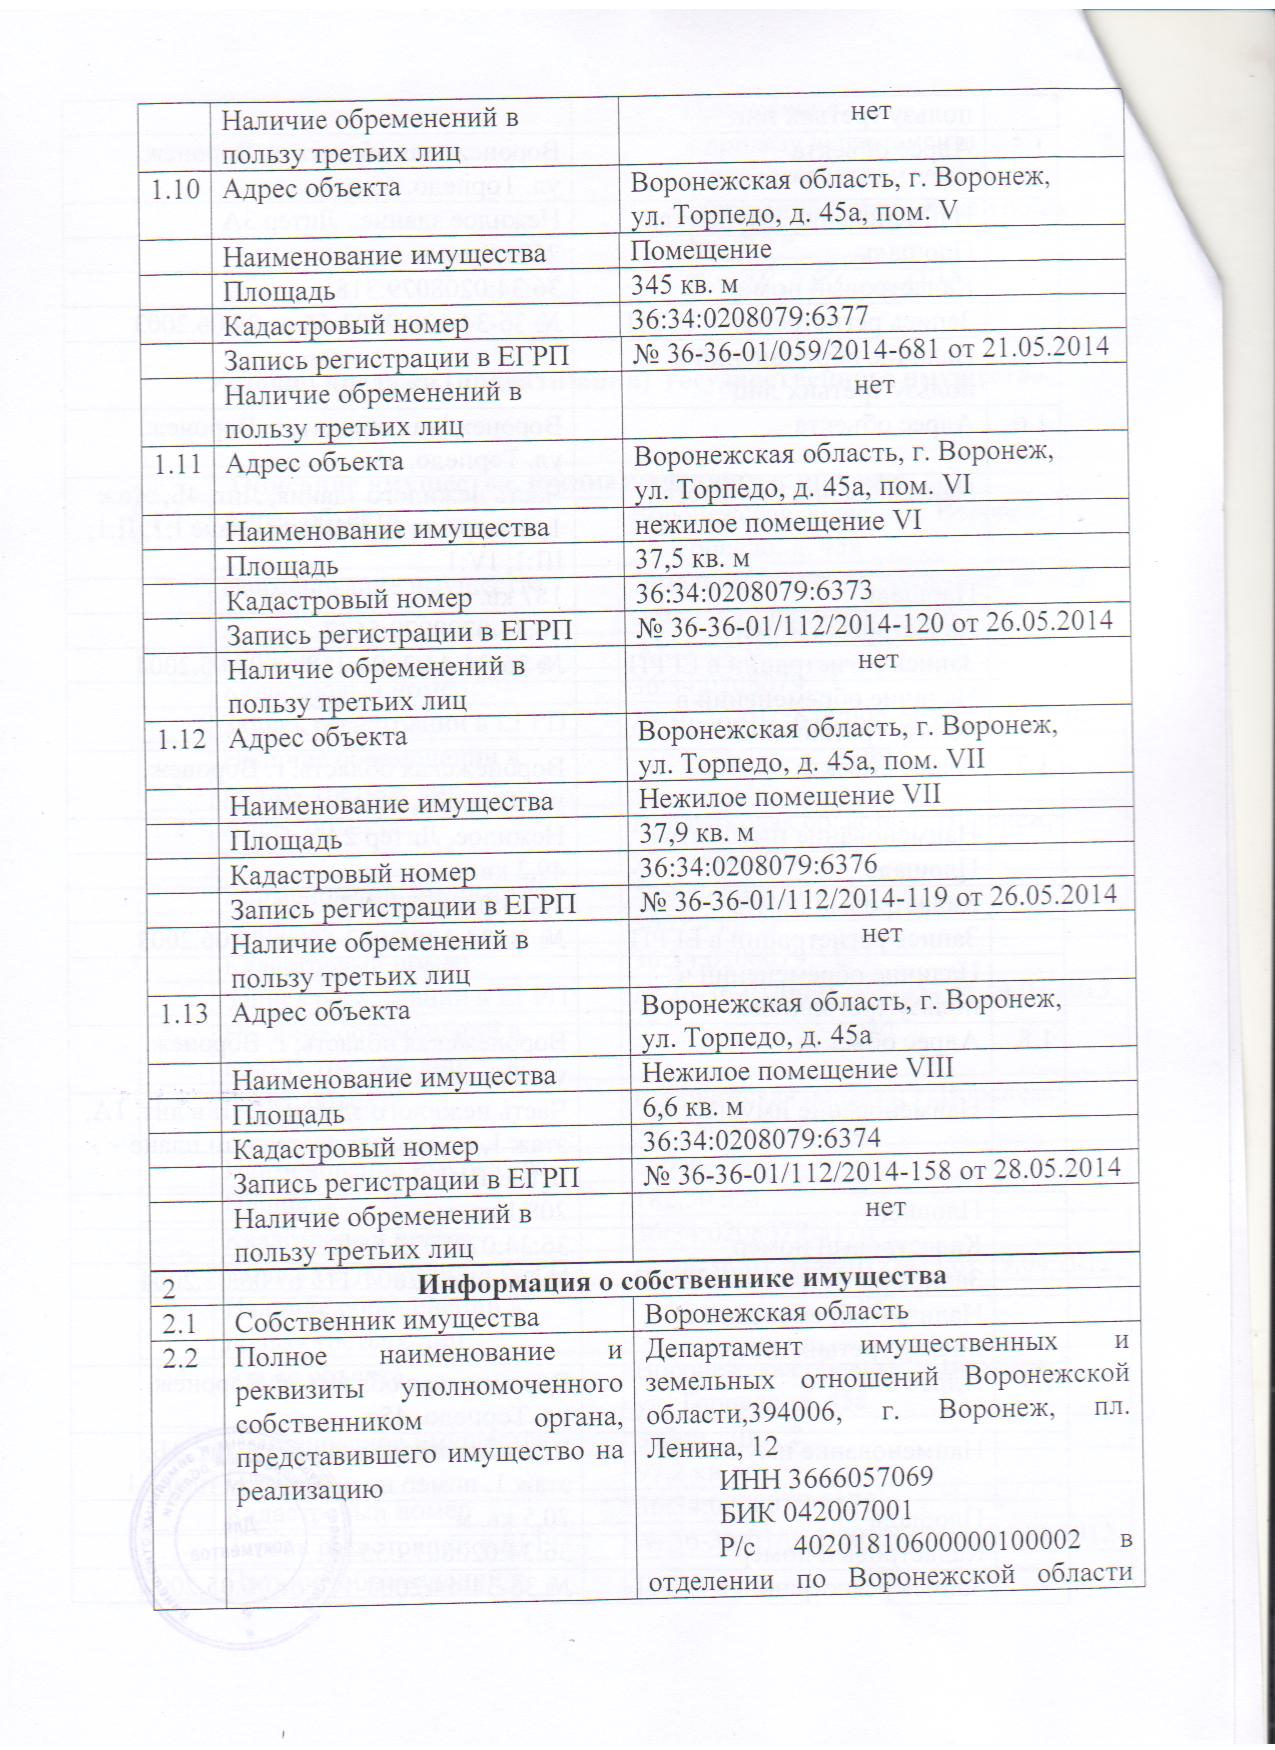 Наличие обременений в
пользу третьих лиц
нет
1.10 Адрес объекта
Воронежская область, г. Воронеж,
ул. Торпедо, д. 45а, пом. V
Наименование имущества Помещение
Площадь 345 кв. м
Кадастровый номер 36:34:0208079:6377
Запись регистрации в ЕГРП № 36-36-01/059/2014-681 от 21.05.2014
Наличие обременений в
пользу третьих лиц
нет
1.11 Адрес объекта
Воронежская область, г. Воронеж,
ул. Торпедо, д. 45а, пом. VI
Наименование имущества нежилое помещение VI
Площадь 37,5 кв. м
Кадастровый номер 36:34:0208079:6373
Запись регистрации в ЕГРП № 36-36-01/112/2014-120 от 26.05.2014
Наличие обременений в
пользу третьих лиц
нет
1.12 Адрес объекта
Воронежская область, г. Воронеж,
ул. Торпедо, д. 45а, пом. VII
Наименование имущества Нежилое помещение VII
Площадь 37,9 кв. м
Кадастровый номер 36:34:0208079:6376
Запись регистрации в ЕГРП № 36-36-01/112/2014-119 от 26.05.2014
Наличие обременений в
пользу третьих лиц
нет
1.13 Адрес объекта
Воронежская область, г. Воронеж,
ул. Торпедо, д. 45а
Наименование имущества Нежилое помещение VIII
Площадь 6,6 кв. м
Кадастровый номер 36:34:0208079:6374
Запись регистрации в ЕГРП № 36-36-01/112/2014-158 от 28.05.2014
Наличие обременений в
пользу третьих лиц
нет
2 Информация о собственнике имущества
2.1 Собственник имущества Воронежская область
2.2 Полное наименование и
реквизиты уполномоченного
собственником органа,
представившего имущество на
реализацию
Департамент имущественных и
земельных отношений Воронежской
области,394006, г. Воронеж, пл.
Ленина, 12
ИНН 3666057069
БИК 042007001
Р/с 40201810600000100002 в
отделении по Воронежской области